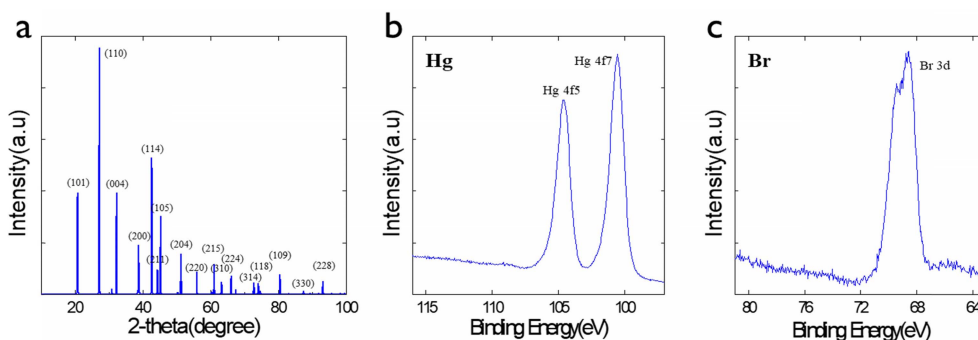 a
Intensity(a.u)
(110)
(101)
(004)
(200)
(114)
(105)
(211)
(204)
(220)
(215)
(310)
(224)
(314)
(118)
(109)
(330)
(228)
20 40 60 80 100
2-theta(degree)
b
Intensity(a.u)
Hg
Hg 4f5
Hg 4f7
115 110 105 100
Binding Energy(eV)
c
Intensity(a.u)
Br
Br 3d
80 76 72 68 64
Binding Energy(eV)